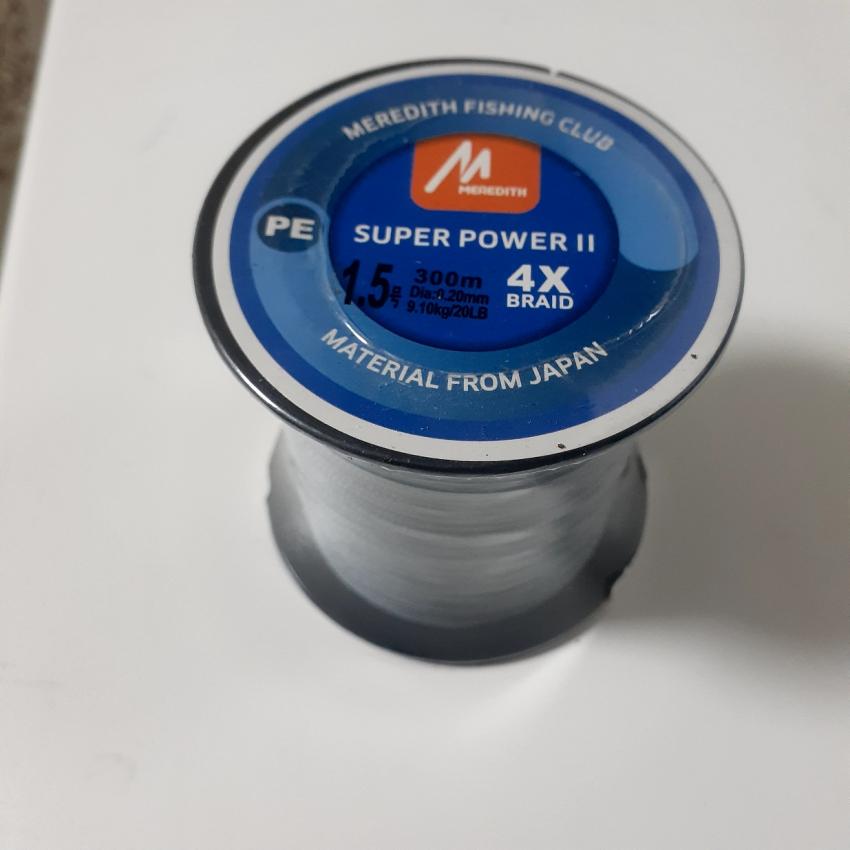 MEREDITH FISHING CLUB
M
MEREDITH
PE
SUPER POWER II
1.5号
300m
Dia:0.20mm
9.10kg/20LB
4X
BRAID
MATERIAL FROM JAPAN